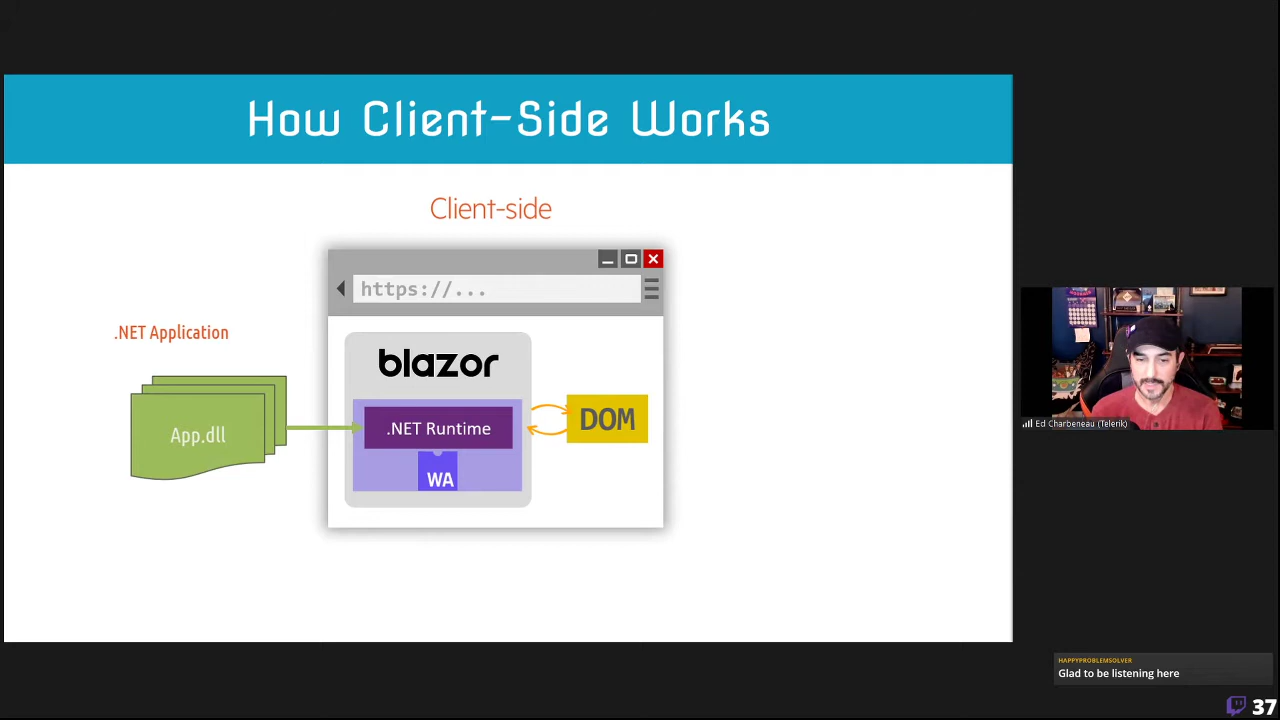 How Client-Side Works
Client-side
https://...
.NET Application
blazor
App.dll
.NET Runtime
DOM
WA
Ed Charbeneau (Telerik)
HAPPYPROBLEMSOLVER
Glad to be listening here
37